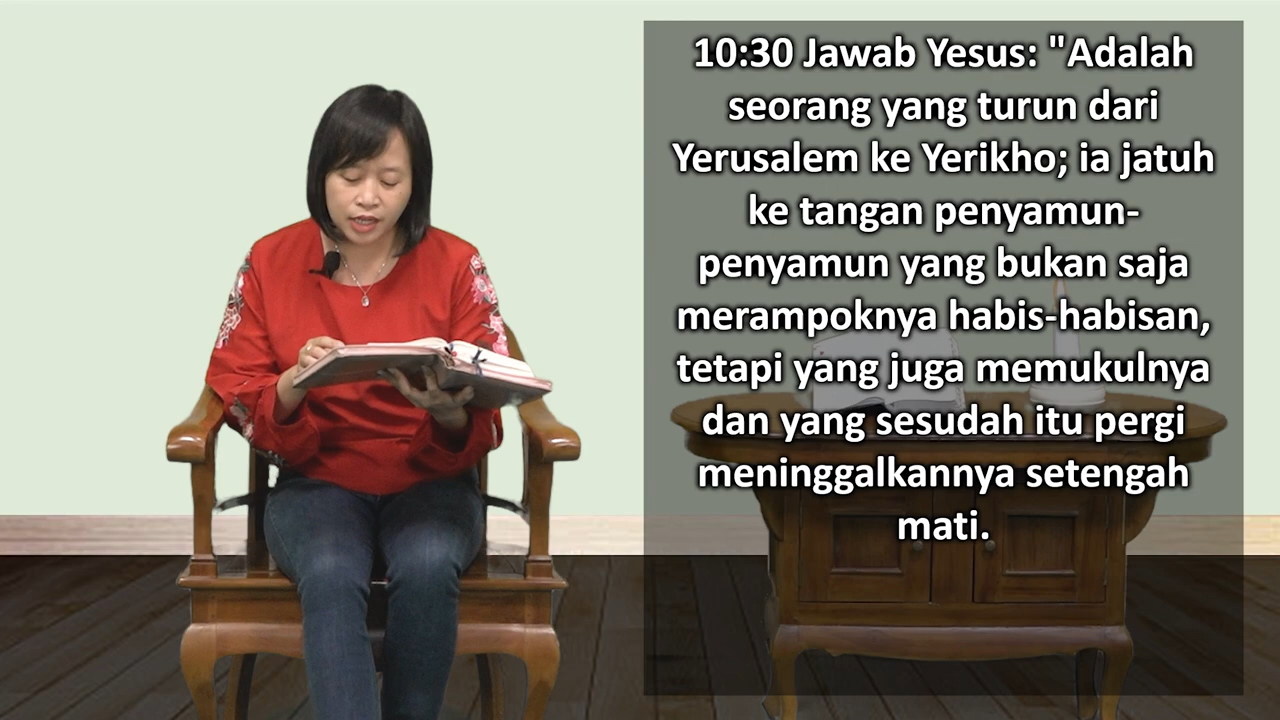 10:30 Jawab Yesus: "Adalah
seorang yang turun dari
Yerusalem ke Yerikho; ia jatuh
ke tangan penyamun-
penyamun yang bukan saja
merampoknya habis-habisan,
tetapi yang juga memukulnya
dan yang sesudah itu pergi
meninggalkannya setengah
mati.